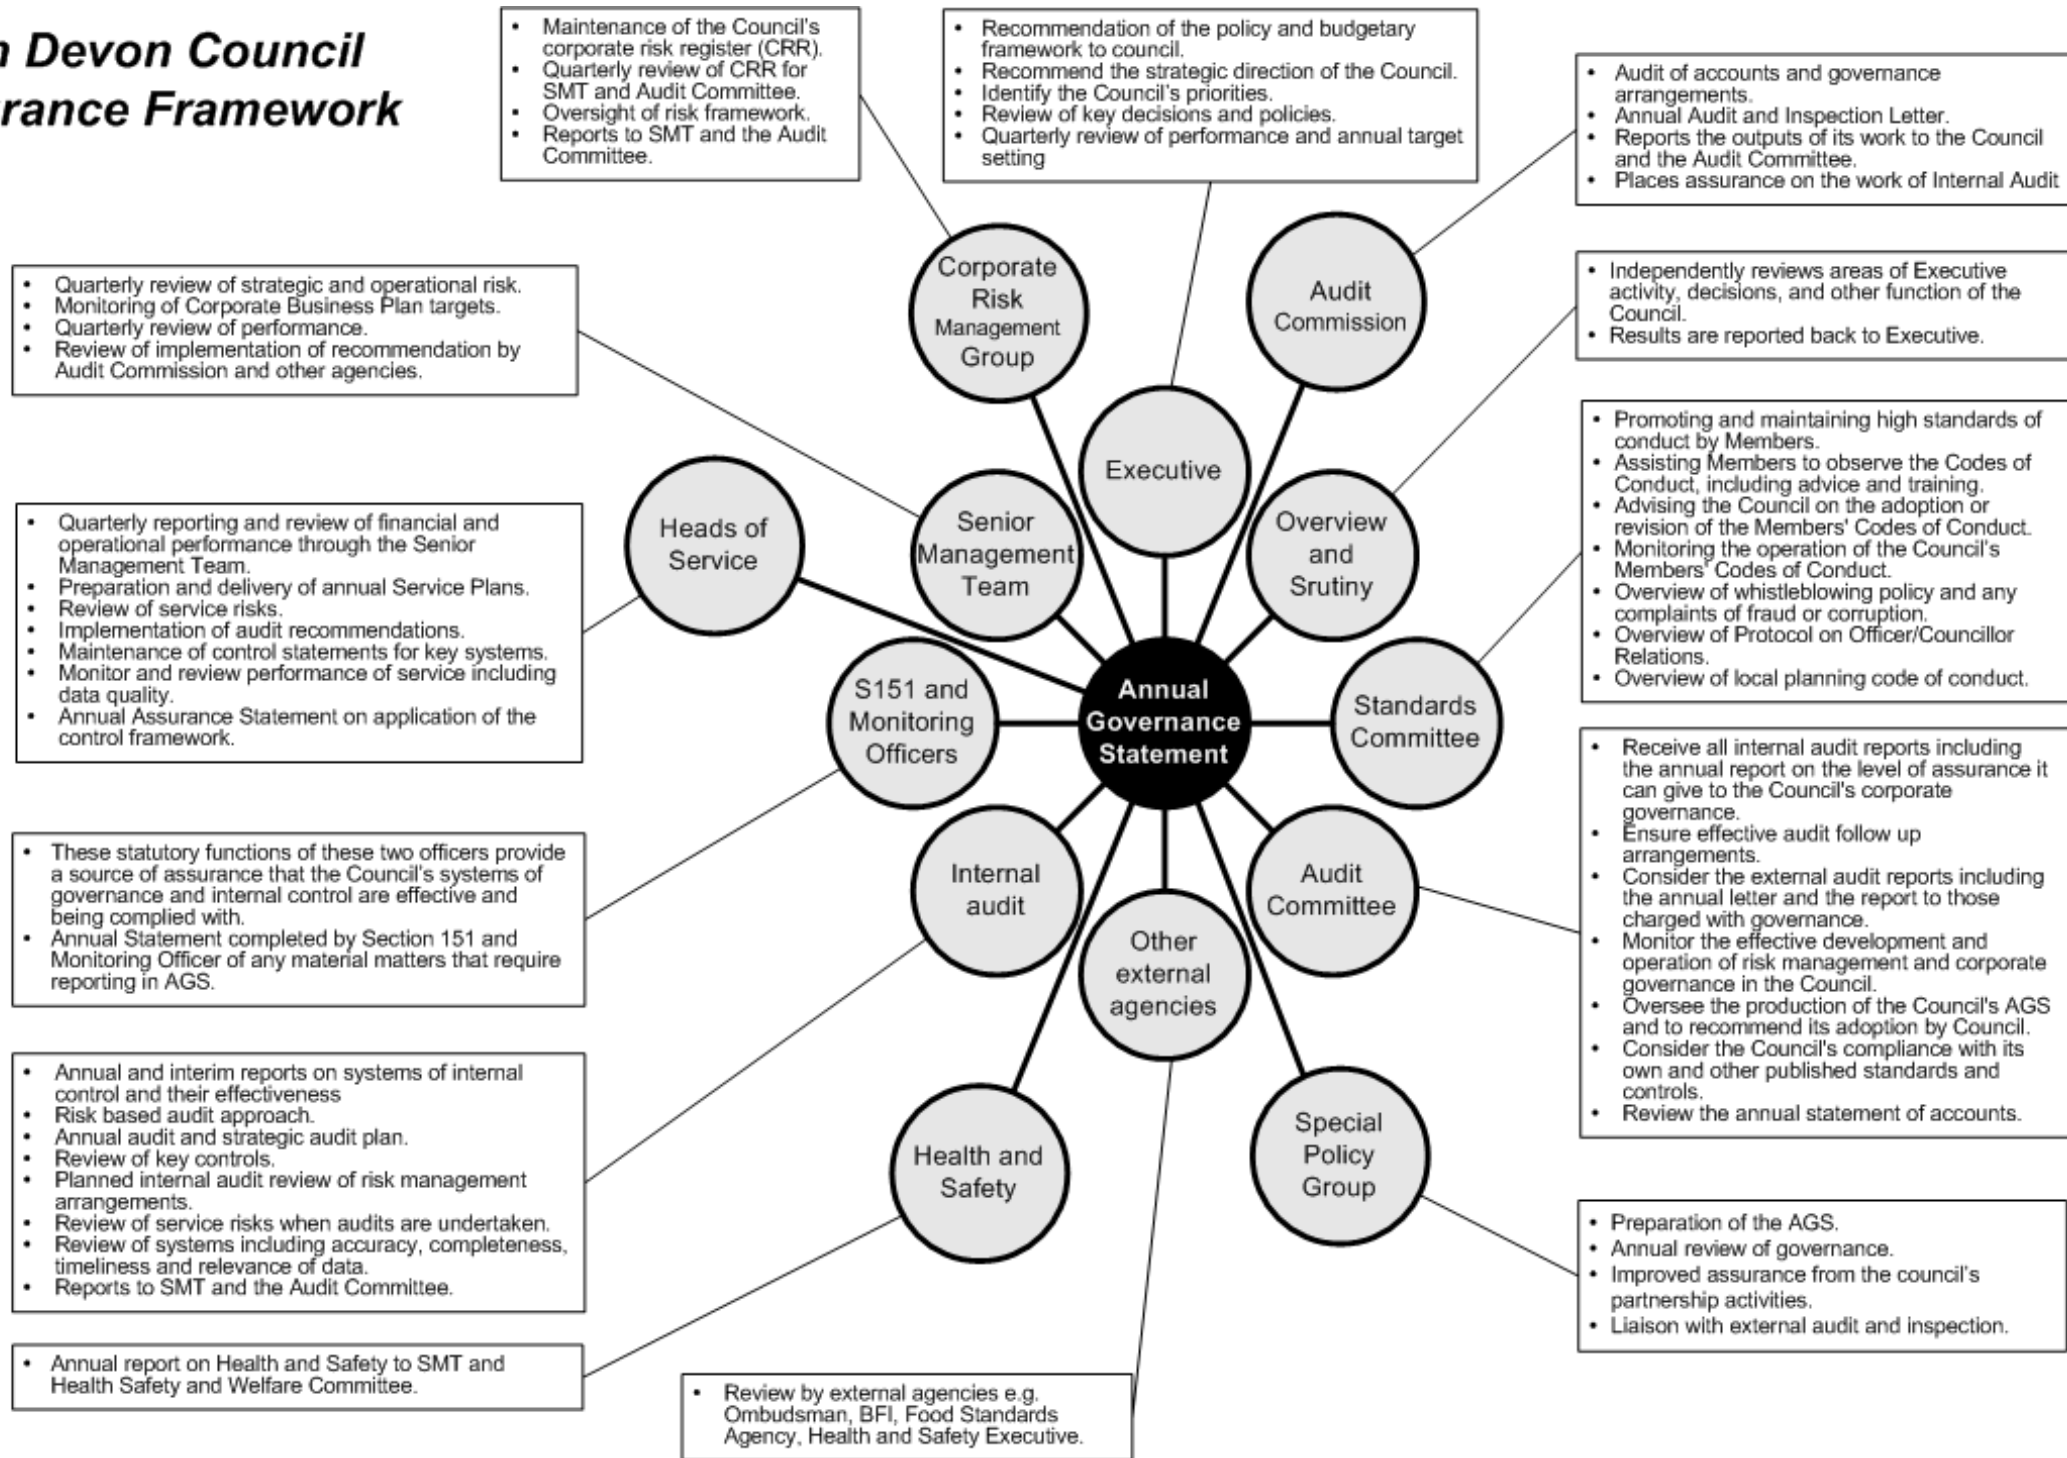 n Devon Council
rance Framework
• Maintenance of the Council's
corporate risk register (CRR).
• Quarterly review of CRR for
SMT and Audit Committee.
• Oversight of risk framework.
• Reports to SMT and the Audit
Committee.
• Recommendation of the policy and budgetary
framework to council.
• Recommend the strategic direction of the Council.
• Identify the Council's priorities.
• Review of key decisions and policies.
• Quarterly review of performance and annual target
setting
• Audit of accounts and governance
arrangements.
• Annual Audit and Inspection Letter.
• Reports the outputs of its work to the Council
and the Audit Committee.
• Places assurance on the work of Internal Audit
• Quarterly review of strategic and operational risk.
• Monitoring of Corporate Business Plan targets.
• Quarterly review of performance.
• Review of implementation of recommendation by
Audit Commission and other agencies.
Corporate
Risk
Management
Group
Audit
Commission
• Independently reviews areas of Executive
activity, decisions, and other function of the
Council.
• Results are reported back to Executive.
Executive
Heads of
Service
Senior
Management
Team
Overview
and
Srutiny
• Promoting and maintaining high standards of
conduct by Members.
• Assisting Members to observe the Codes of
Conduct, including advice and training.
• Advising the Council on the adoption or
revision of the Members' Codes of Conduct.
• Monitoring the operation of the Council's
Members' Codes of Conduct.
• Overview of whistleblowing policy and any
complaints of fraud or corruption.
• Overview of Protocol on Officer/Councillor
Relations.
• Overview of local planning code of conduct.
• Quarterly reporting and review of financial and
operational performance through the Senior
Management Team.
• Preparation and delivery of annual Service Plans.
• Review of service risks.
• Implementation of audit recommendations.
• Maintenance of control statements for key systems.
• Monitor and review performance of service including
data quality.
• Annual Assurance Statement on application of the
control framework.
S151 and
Monitoring
Officers
Annual
Governance
Statement
Standards
Committee
• Receive all internal audit reports including
the annual report on the level of assurance it
can give to the Council's corporate
governance.
• Ensure effective audit follow up
arrangements.
• Consider the external audit reports including
the annual letter and the report to those
charged with governance.
• Monitor the effective development and
operation of risk management and corporate
governance in the Council.
• Oversee the production of the Council's AGS
and to recommend its adoption by Council.
• Consider the Council's compliance with its
own and other published standards and
controls.
• Review the annual statement of accounts.
• These statutory functions of these two officers provide
a source of assurance that the Council's systems of
governance and internal control are effective and
being complied with.
• Annual Statement completed by Section 151 and
Monitoring Officer of any material matters that require
reporting in AGS.
Internal
audit
Other
external
agencies
Audit
Committee
• Annual and interim reports on systems of internal
control and their effectiveness
• Risk based audit approach.
• Annual audit and strategic audit plan.
• Review of key controls.
• Planned internal audit review of risk management
arrangements.
• Review of service risks when audits are undertaken.
• Review of systems including accuracy, completeness,
timeliness and relevance of data.
• Reports to SMT and the Audit Committee.
Health and
Safety
Special
Policy
Group
• Preparation of the AGS.
• Annual review of governance.
• Improved assurance from the council's
partnership activities.
• Liaison with external audit and inspection.
• Annual report on Health and Safety to SMT and
Health Safety and Welfare Committee.
• Review by external agencies e.g.
Ombudsman, BFI, Food Standards
Agency, Health and Safety Executive.